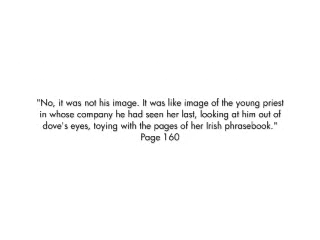 "No, it was not his image. It was like image of the young priest
in whose company he had seen her last, looking at him out of
dove's eyes, toying with the pages of her Irish phrasebook."
Page 160